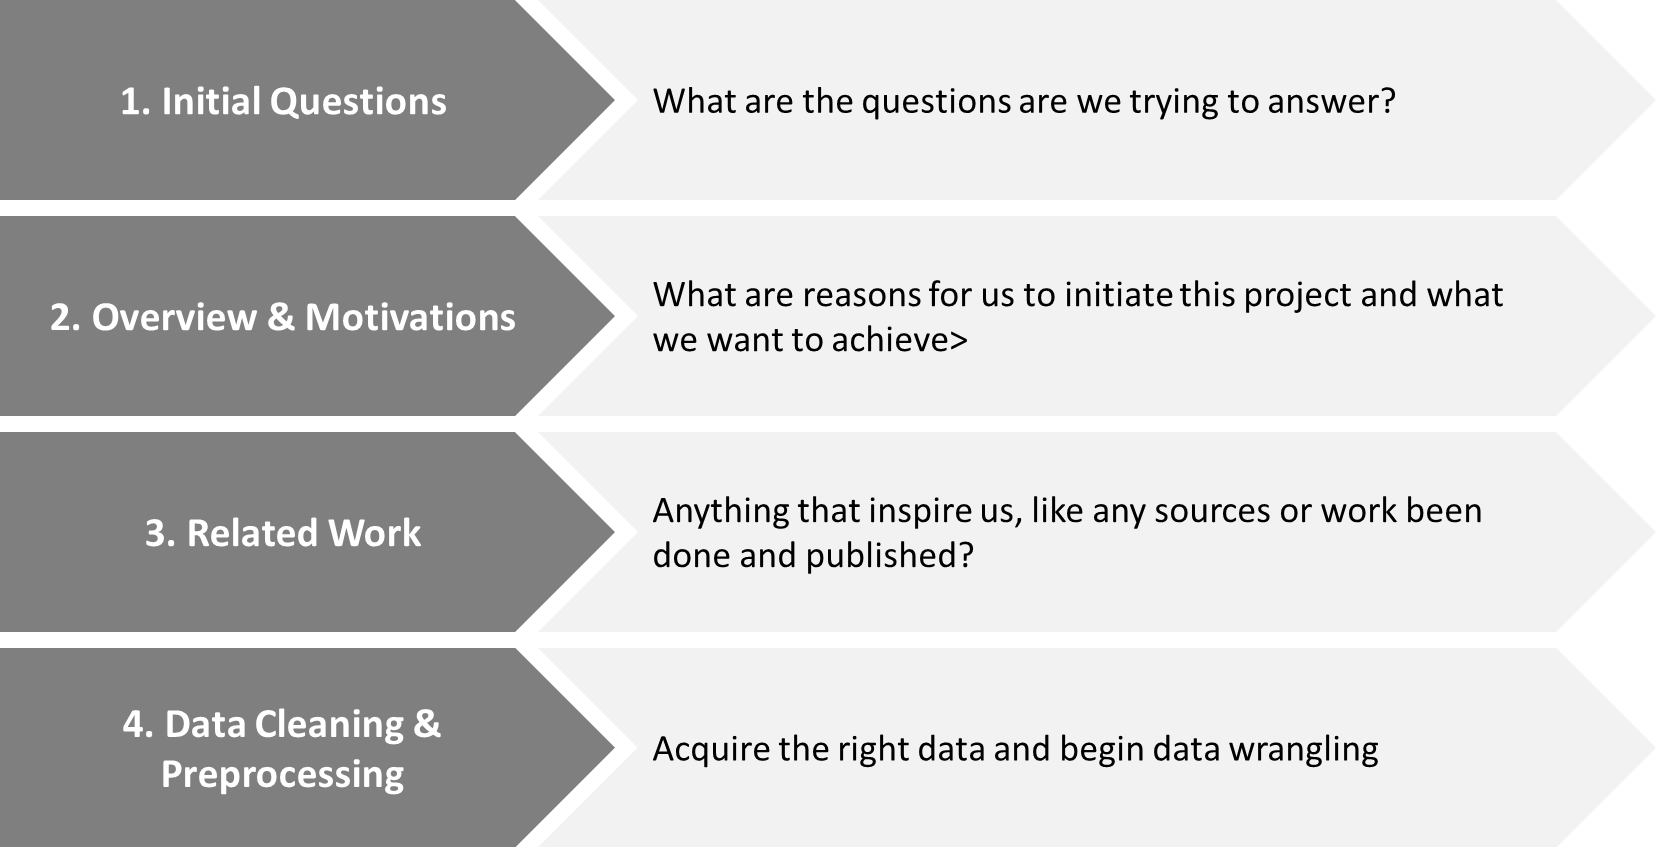 1. Initial Questions
What are the questions are we trying to answer?
2. Overview & Motivations
What are reasons for us to initiate this project and what
we want to achieve>
3. Related Work
Anything that inspire us, like any sources or work been
done and published?
4. Data Cleaning &
Preprocessing
Acquire the right data and begin data wrangling